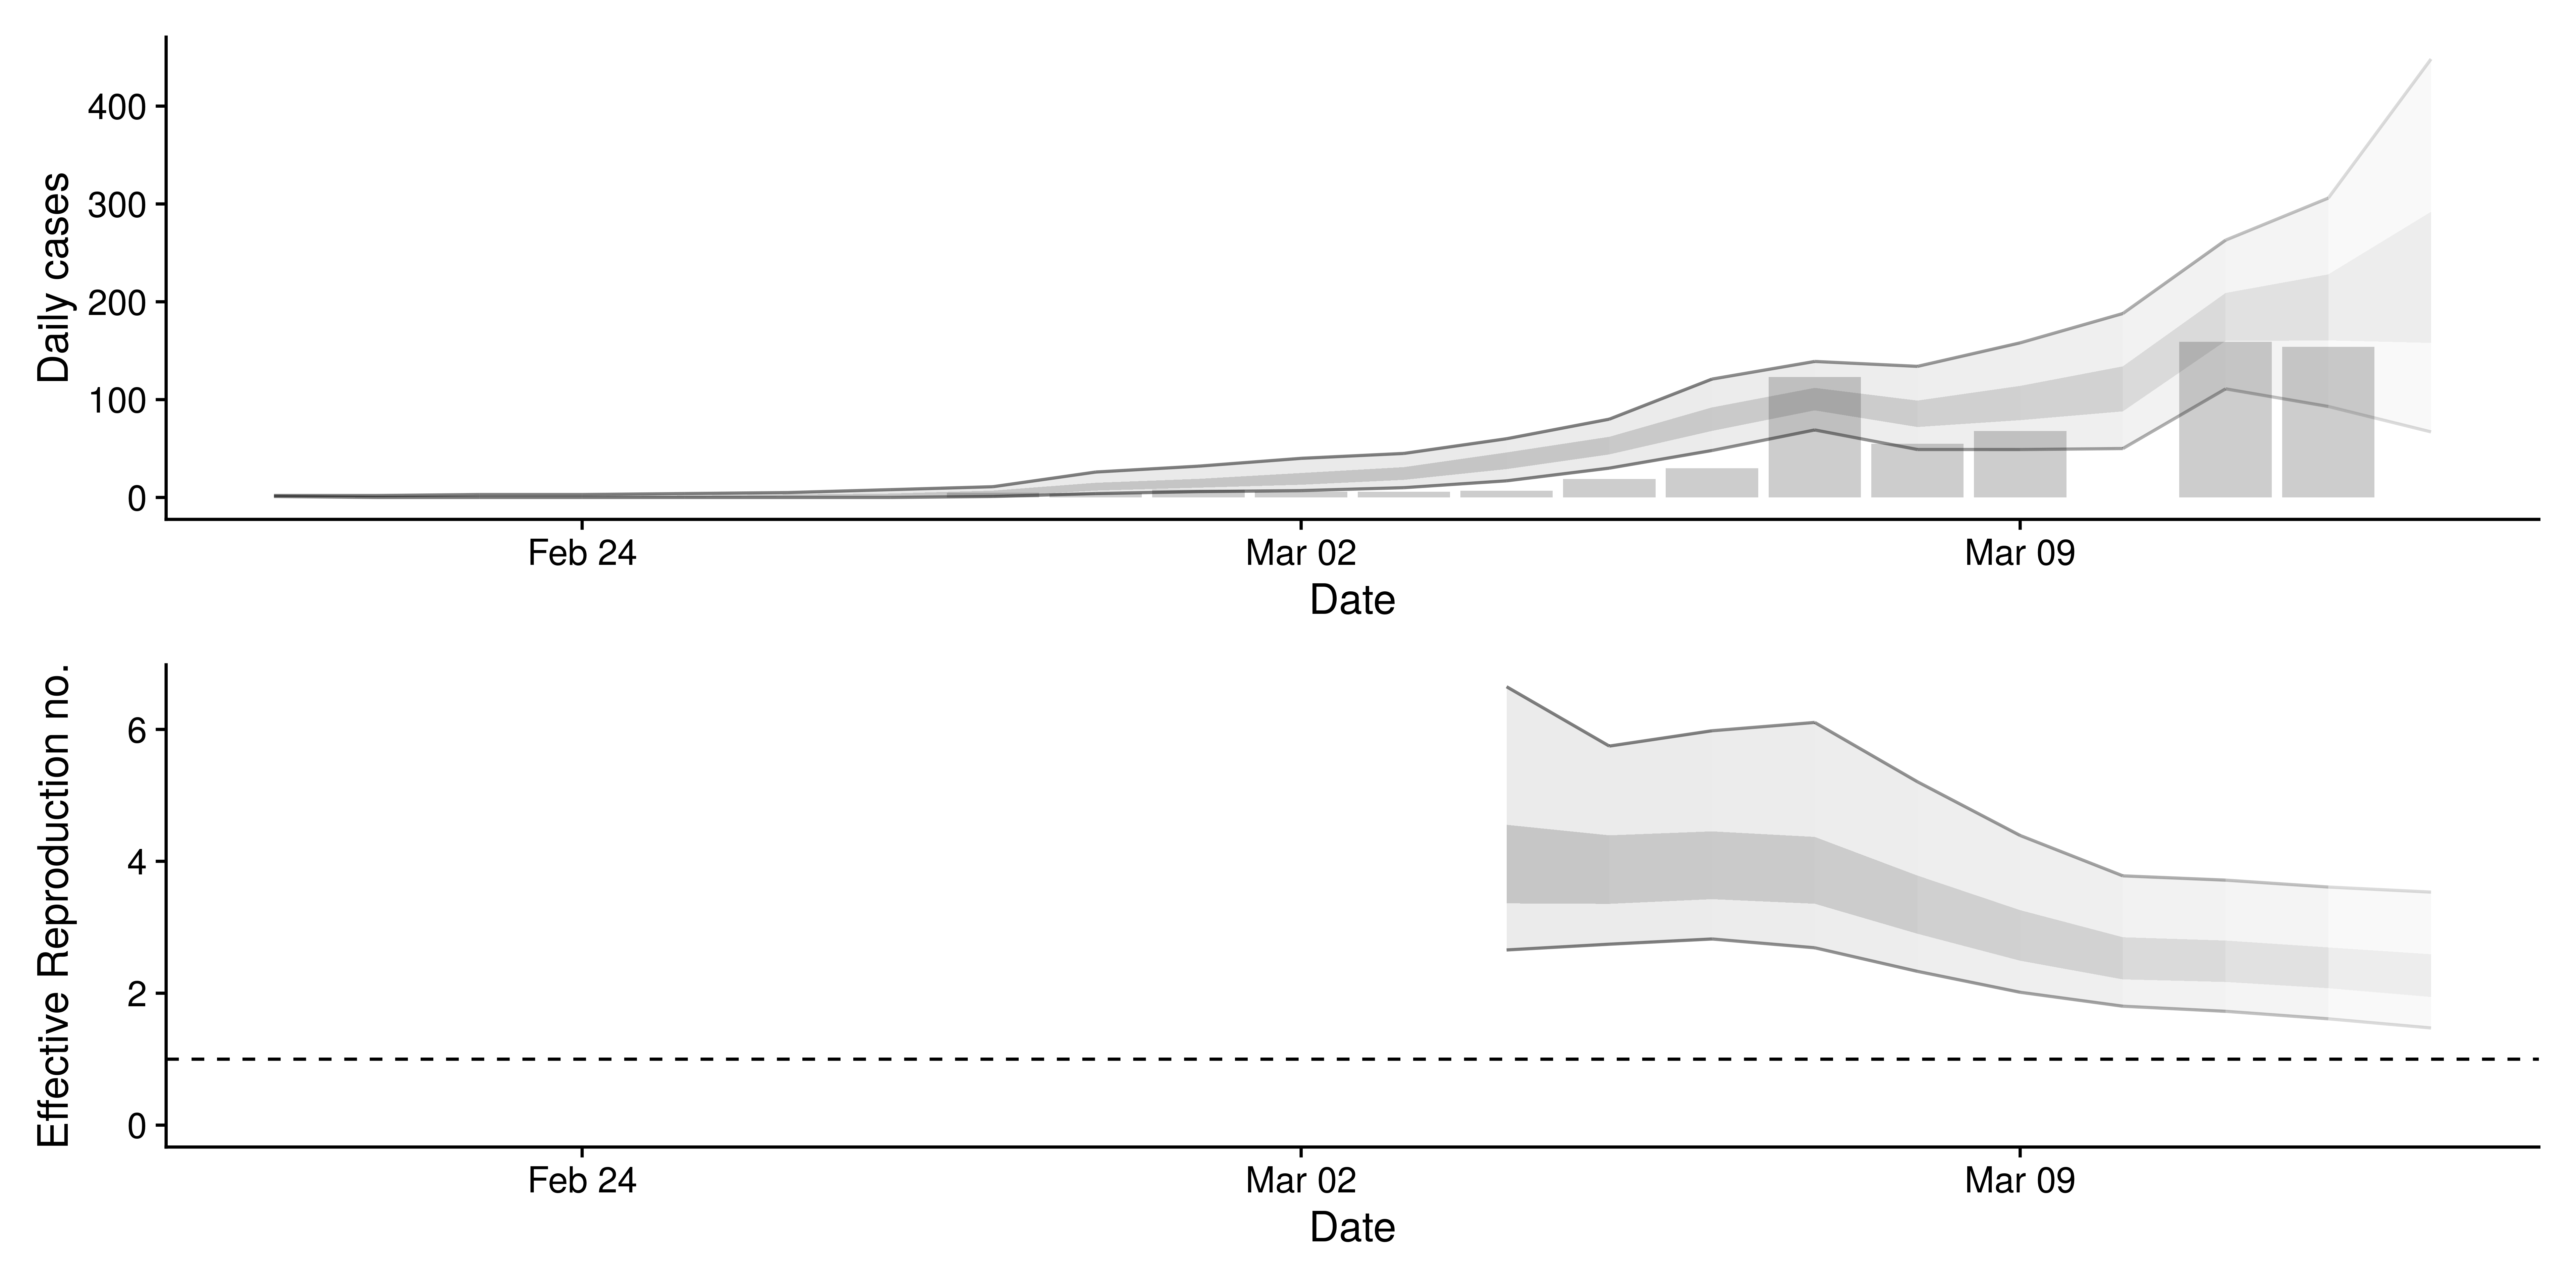 Daily cases
400
300
200
100
0
Feb 24
Mar 02
Mar 09
Date
Effective Reproduction no.
6
4
2
0
Feb 24
Mar 02
Mar 09
Date